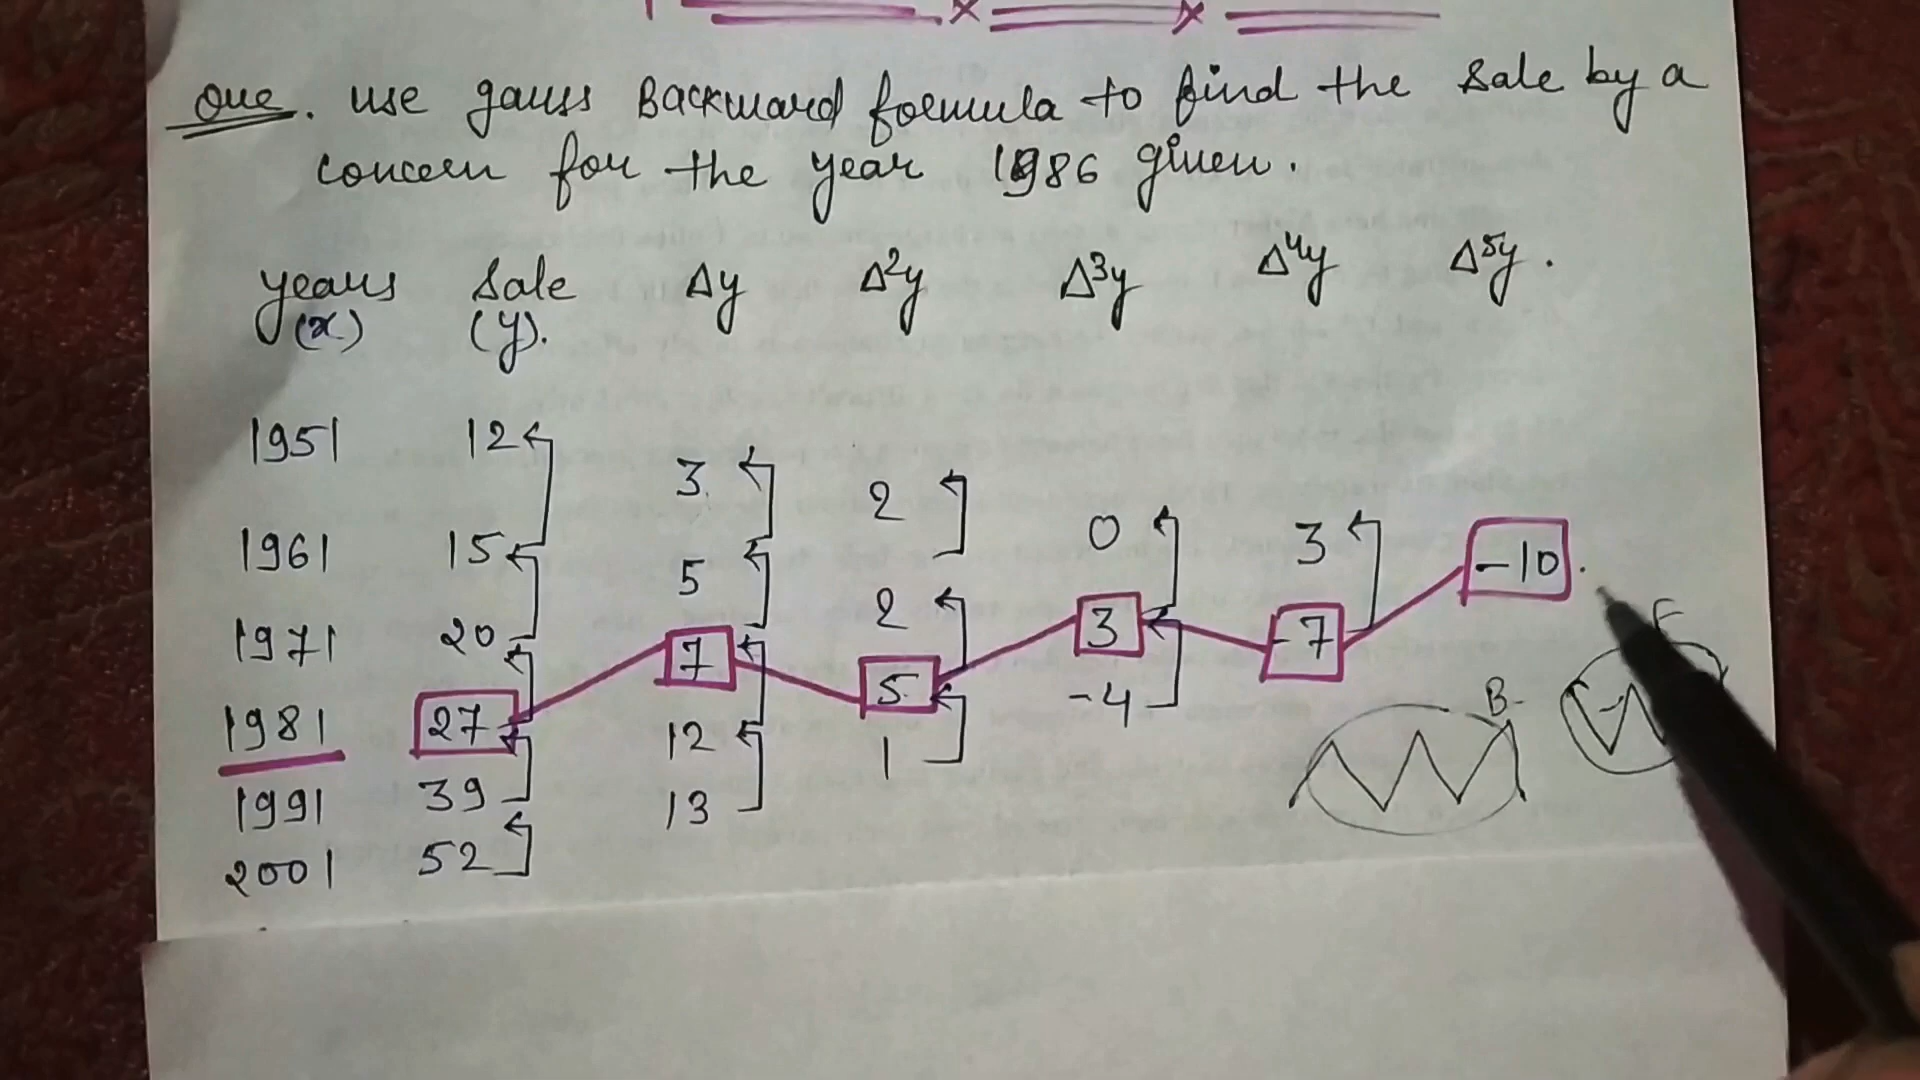 Que. use gauss Backward formula to find the sale by a
concern for the year 1986 given.
years sale Δy Δ²y Δ³y Δ⁴y Δ⁵y.
(x) (y).
1951 12
3 2
1961 15 0 3 -10.
5 2
1971 20 7 3 -7
5 -4
1981 27 12 1
1991 39 13
2001 52
B F